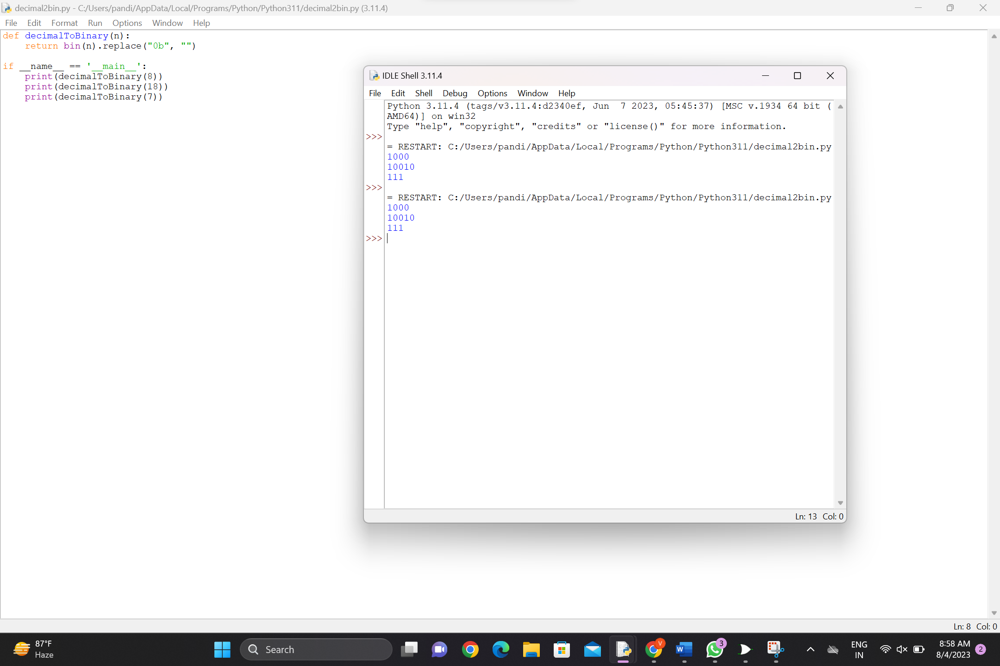 decimal2bin.py - C:/Users/pandi/AppData/Local/Programs/Python/Python311/decimal2bin.py (3.11.4)
File Edit Format Run Options Window Help
def decimalToBinary(n):
    return bin(n).replace("0b", "")
if __name__ == '__main__':
    print(decimalToBinary(8))
    print(decimalToBinary(18))
    print(decimalToBinary(7))
IDLE Shell 3.11.4
File Edit Shell Debug Options Window Help
Python 3.11.4 (tags/v3.11.4:d2340ef, Jun  7 2023, 05:45:37) [MSC v.1934 64 bit (
AMD64)] on win32
Type "help", "copyright", "credits" or "license()" for more information.
>>>
= RESTART: C:/Users/pandi/AppData/Local/Programs/Python/Python311/decimal2bin.py
1000
10010
111
>>>
= RESTART: C:/Users/pandi/AppData/Local/Programs/Python/Python311/decimal2bin.py
1000
10010
111
>>>
Ln: 13 Col: 0
Ln: 8 Col: 0
87°F
Haze
Search
V
W
3
ENG
IN
8:58 AM
8/4/2023
2